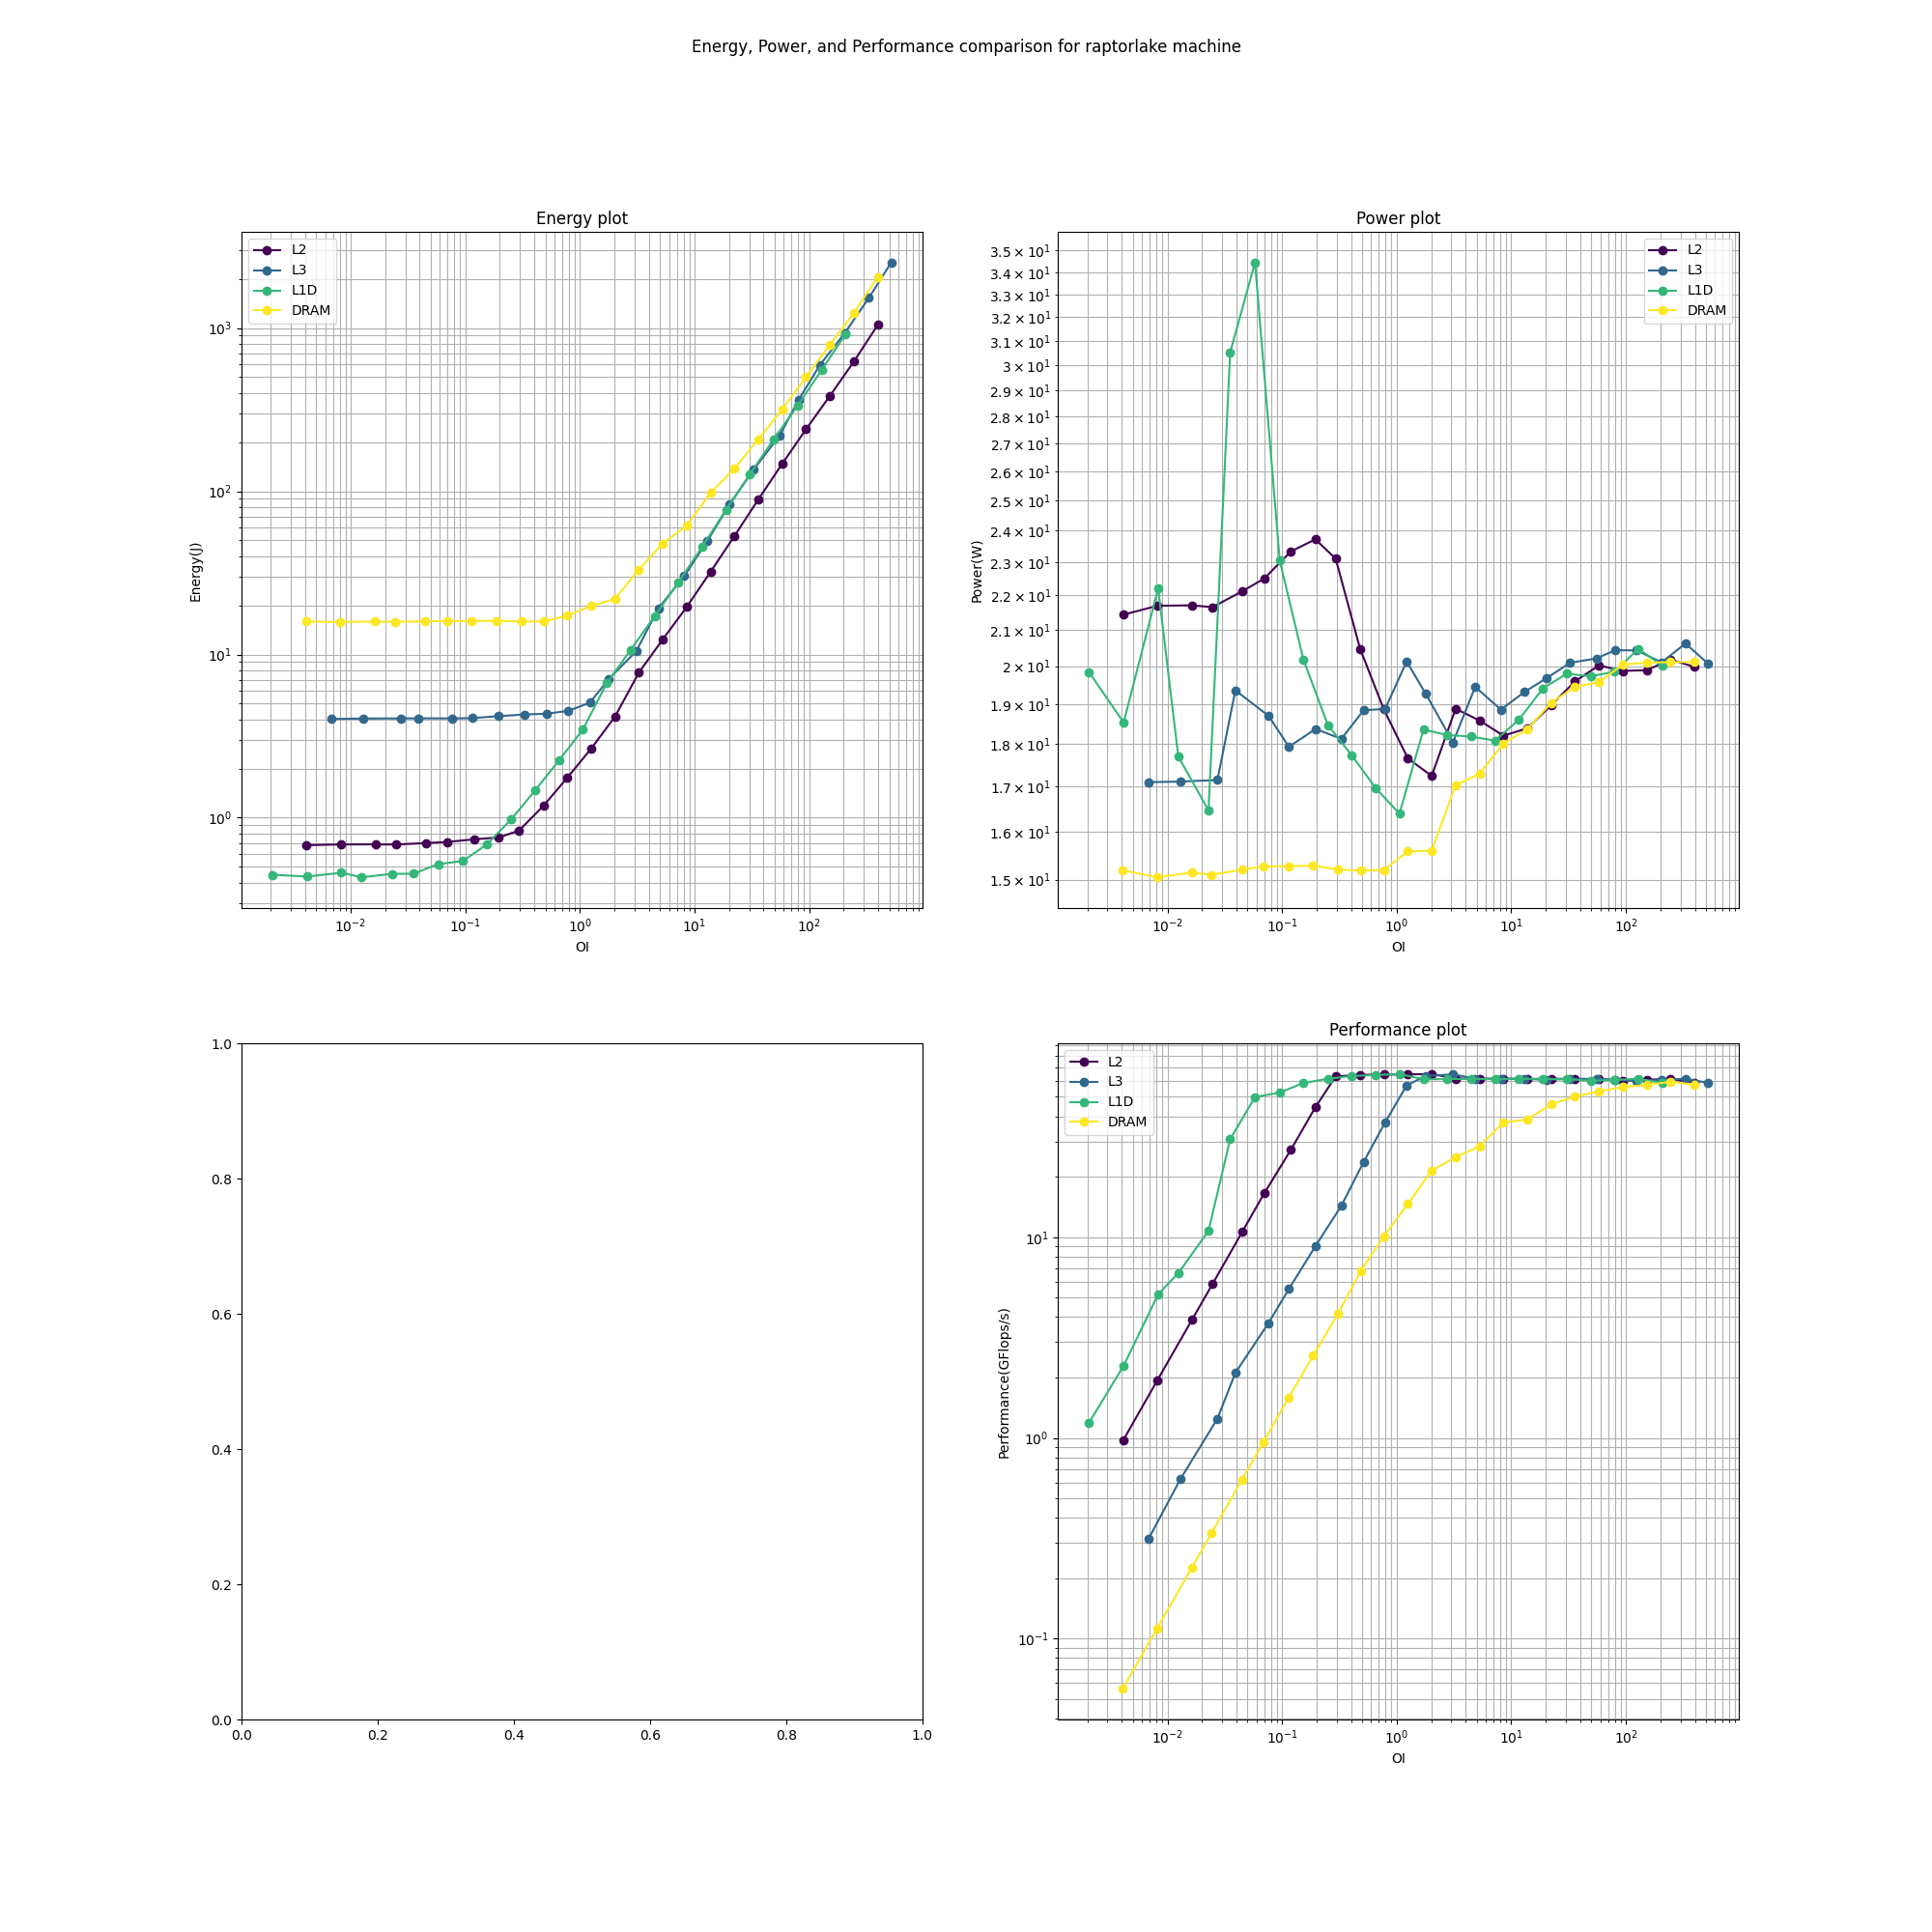 Energy, Power, and Performance comparison for raptorlake machine
Energy plot
L2
L3
L1D
DRAM
10³
10²
10¹
10⁰
Energy(J)
10⁻² 10⁻¹ 10⁰ 10¹ 10²
OI
Power plot
L2
L3
L1D
DRAM
3.5 × 10¹
3.4 × 10¹
3.3 × 10¹
3.2 × 10¹
3.1 × 10¹
3 × 10¹
2.9 × 10¹
2.8 × 10¹
2.7 × 10¹
2.6 × 10¹
2.5 × 10¹
2.4 × 10¹
2.3 × 10¹
2.2 × 10¹
2.1 × 10¹
2 × 10¹
1.9 × 10¹
1.8 × 10¹
1.7 × 10¹
1.6 × 10¹
1.5 × 10¹
Power(W)
10⁻² 10⁻¹ 10⁰ 10¹ 10²
OI
1.0
0.8
0.6
0.4
0.2
0.0
0.0 0.2 0.4 0.6 0.8 1.0
Performance plot
L2
L3
L1D
DRAM
10¹
10⁰
10⁻¹
Performance(GFlops/s)
10⁻² 10⁻¹ 10⁰ 10¹ 10²
OI